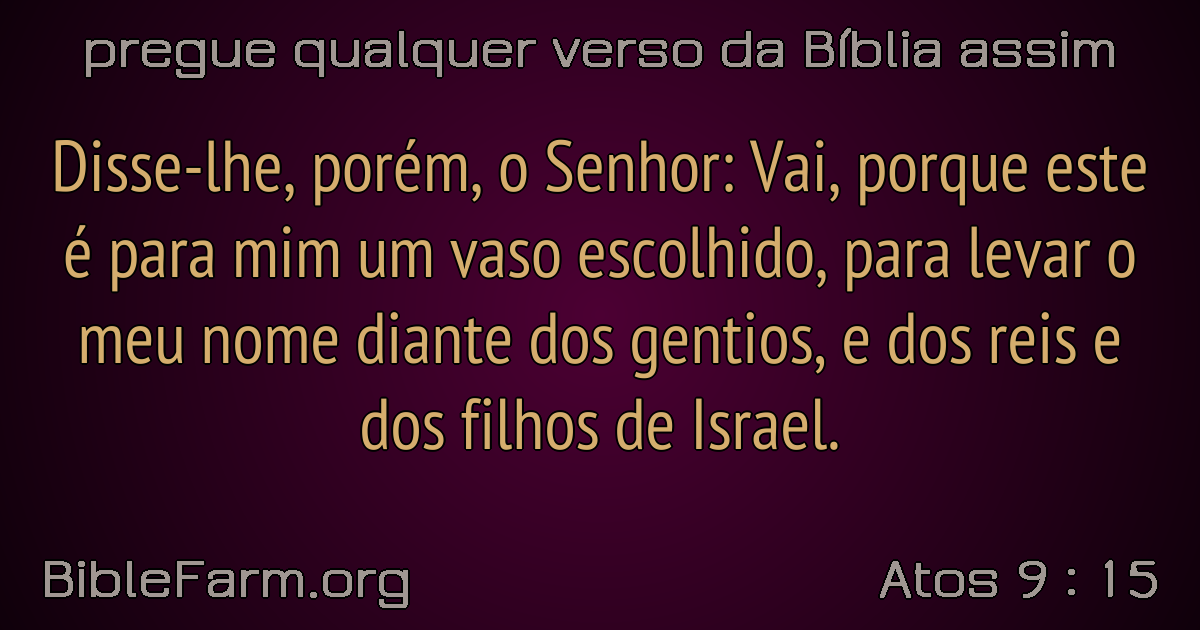 pregue qualquer verso da Bíblia assim
Disse-lhe, porém, o Senhor: Vai, porque este
é para mim um vaso escolhido, para levar o
meu nome diante dos gentios, e dos reis e
dos filhos de Israel.
BibleFarm.org
Atos 9 : 15